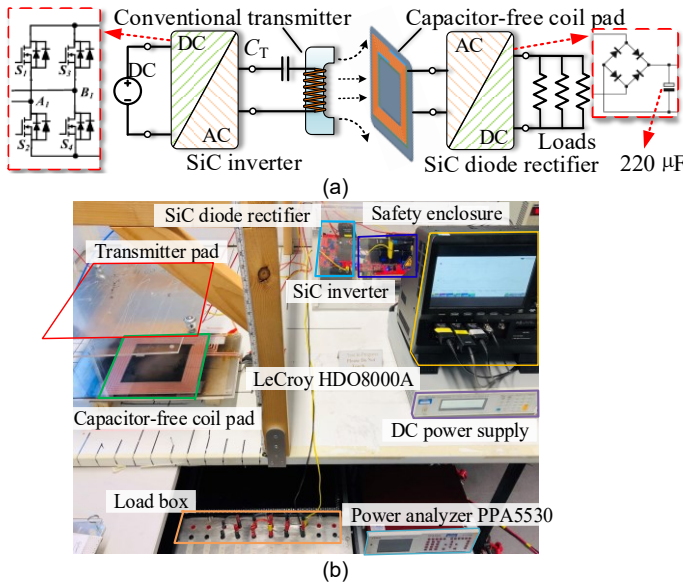 Conventional transmitter
Capacitor-free coil pad
S1
S3
A1
B1
S2
S4
DC
DC
AC
CT
SiC inverter
AC
DC
Loads
SiC diode rectifier
220 μF
(a)
SiC diode rectifier
Safety enclosure
Transmitter pad
SiC inverter
LeCroy HDO8000A
Capacitor-free coil pad
DC power supply
Load box
Power analyzer PPA5530
(b)